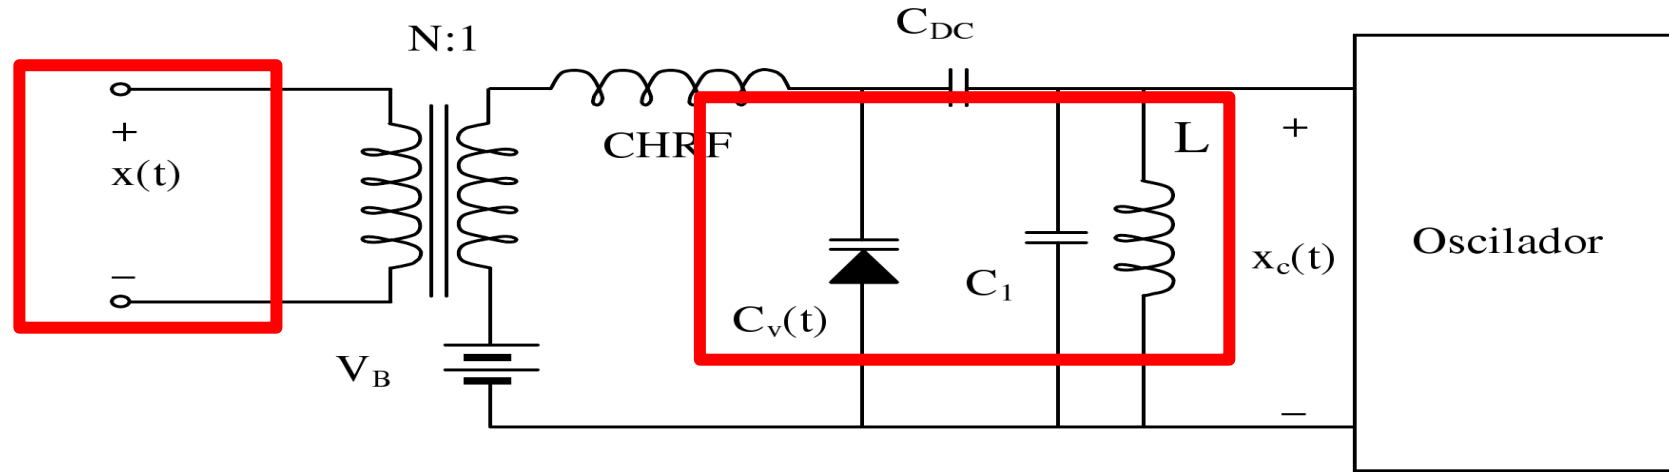 N:1
C_DC
+
x(t)
−
CHRF
L
+
x_c(t)
−
Oscilador
C_v(t)
C_1
V_B